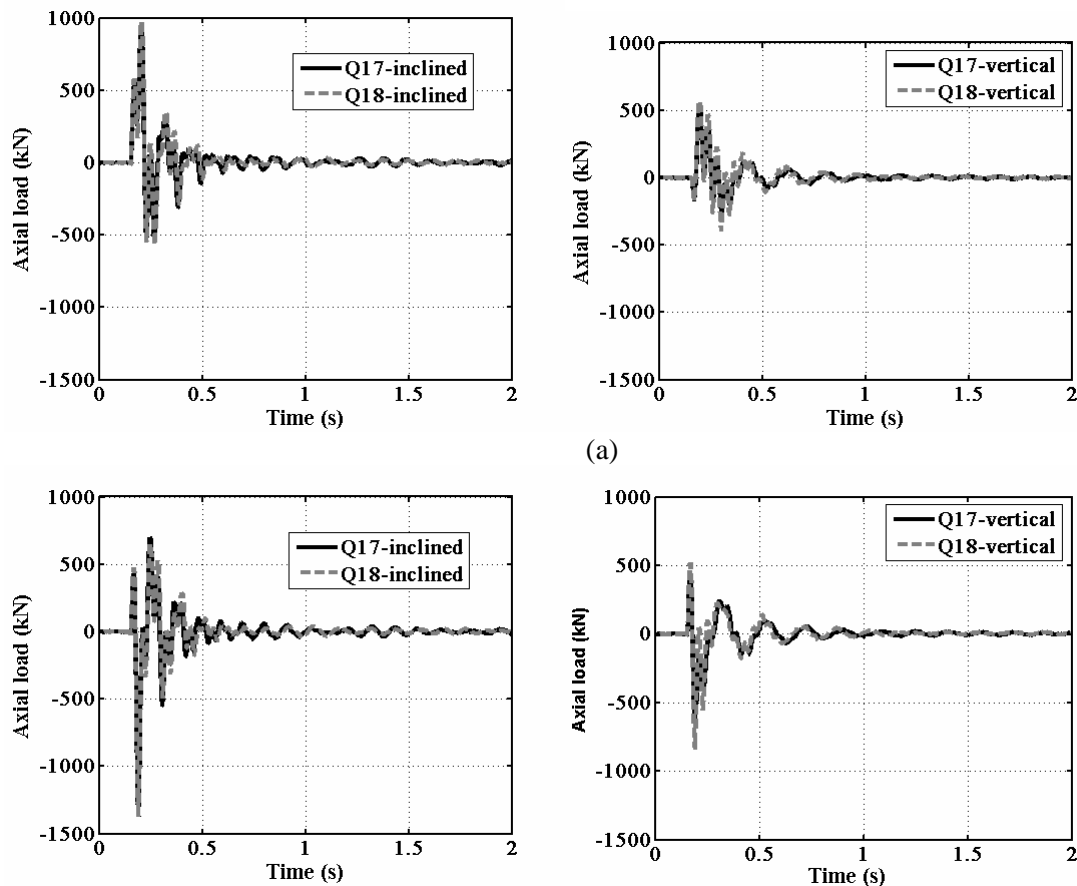 1000
500
0
-500
-1000
-1500
Axial load (kN)
Q17-inclined
Q18-inclined
0 0.5 1 1.5 2
Time (s)
1000
500
0
-500
-1000
-1500
Axial load (kN)
Q17-vertical
Q18-vertical
0 0.5 1 1.5 2
Time (s)
(a)
1000
500
0
-500
-1000
-1500
Axial load (kN)
Q17-inclined
Q18-inclined
0 0.5 1 1.5 2
Time (s)
1000
500
0
-500
-1000
-1500
Axial load (kN)
Q17-vertical
Q18-vertical
0 0.5 1 1.5 2
Time (s)